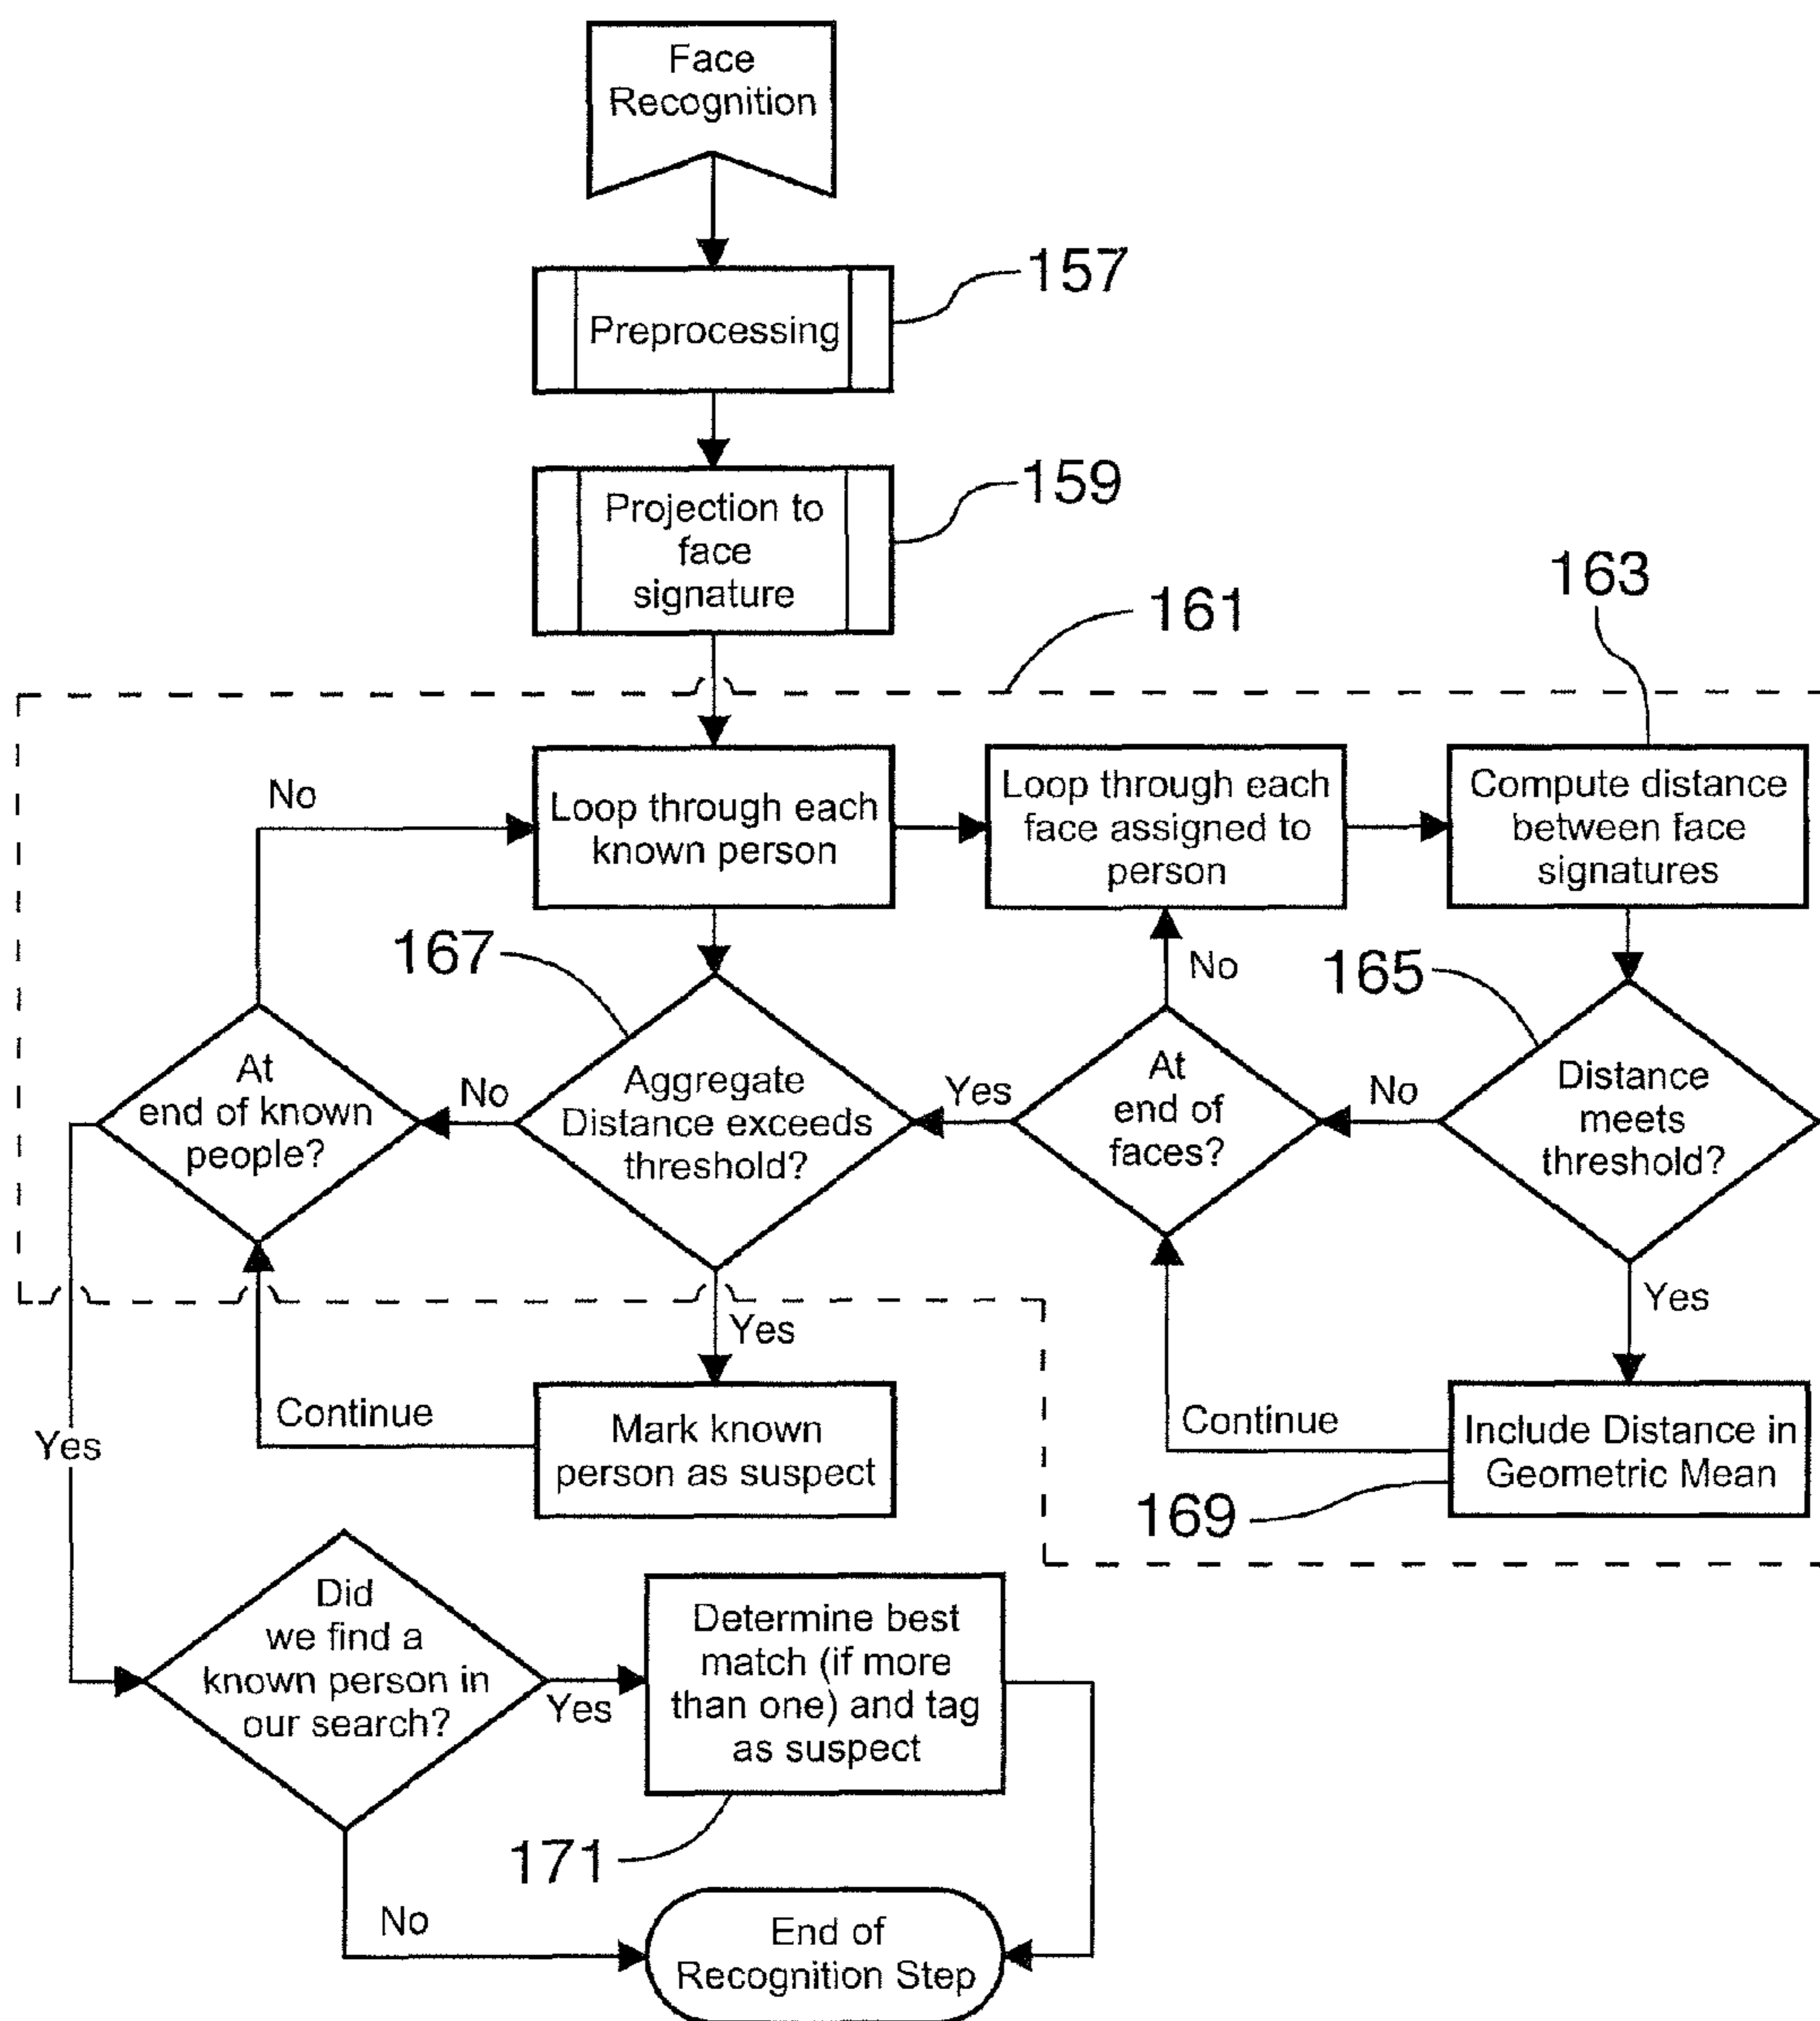 Face
Recognition
157
Preprocessing
159
Projection to
face
signature
161
163
Loop through each
known person
Loop through each
face assigned to
person
Compute distance
between face
signatures
No
167
No
165
At
end of known
people?
No
Aggregate
Distance exceeds
threshold?
Yes
At
end of
faces?
No
Distance
meets
threshold?
Yes
Yes
Continue
Mark known
person as suspect
Continue
Include Distance in
Geometric Mean
169
Yes
Did
we find a
known person in
our search?
Yes
Determine best
match (if more
than one) and tag
as suspect
171
No
End of
Recognition Step